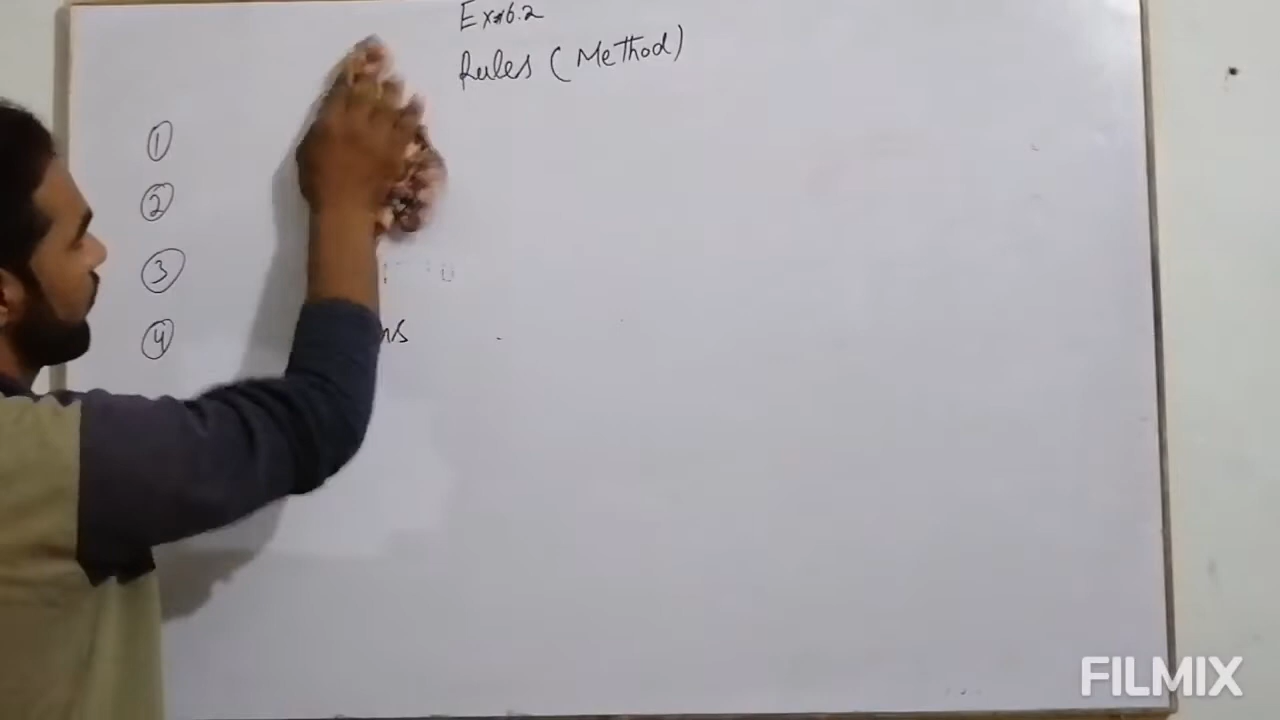 Ex 6.2
Rules (Method)
①
②
③
④
FILMIX